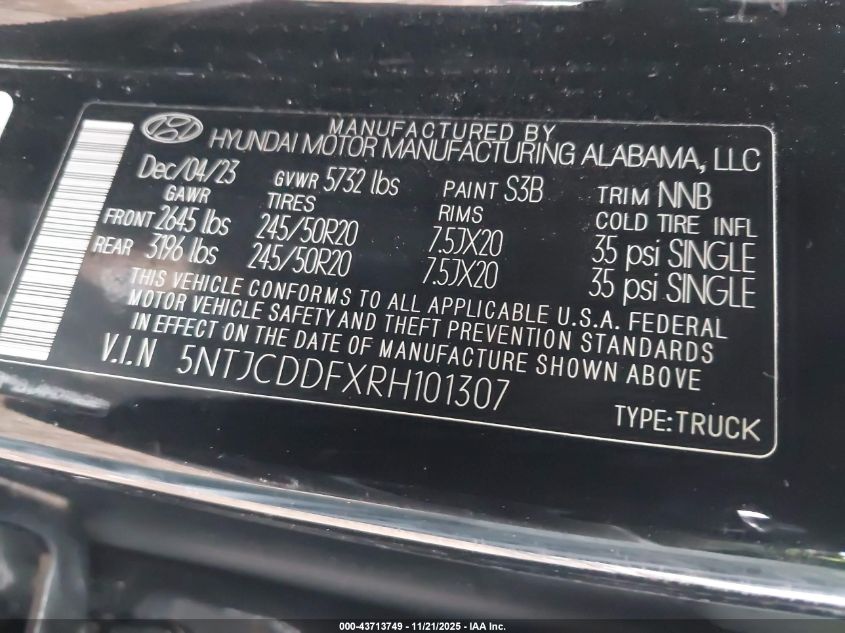 MANUFACTURED BY
HYUNDAI MOTOR MANUFACTURING ALABAMA, LLC
Dec/04/23 GVWR 5732 lbs PAINT S3B TRIM NNB
GAWR TIRES RIMS COLD TIRE INFL
FRONT 2645 lbs 245/50R20 7.5JX20 35 psi SINGLE
REAR 3196 lbs 245/50R20 7.5JX20 35 psi SINGLE
THIS VEHICLE CONFORMS TO ALL APPLICABLE U.S.A. FEDERAL
MOTOR VEHICLE SAFETY AND THEFT PREVENTION STANDARDS
IN EFFECT ON THE DATE OF MANUFACTURE SHOWN ABOVE
V.I.N 5NTJCDDFXRH101307
TYPE:TRUCK
000-43713749 - 11/21/2025 - IAA Inc.